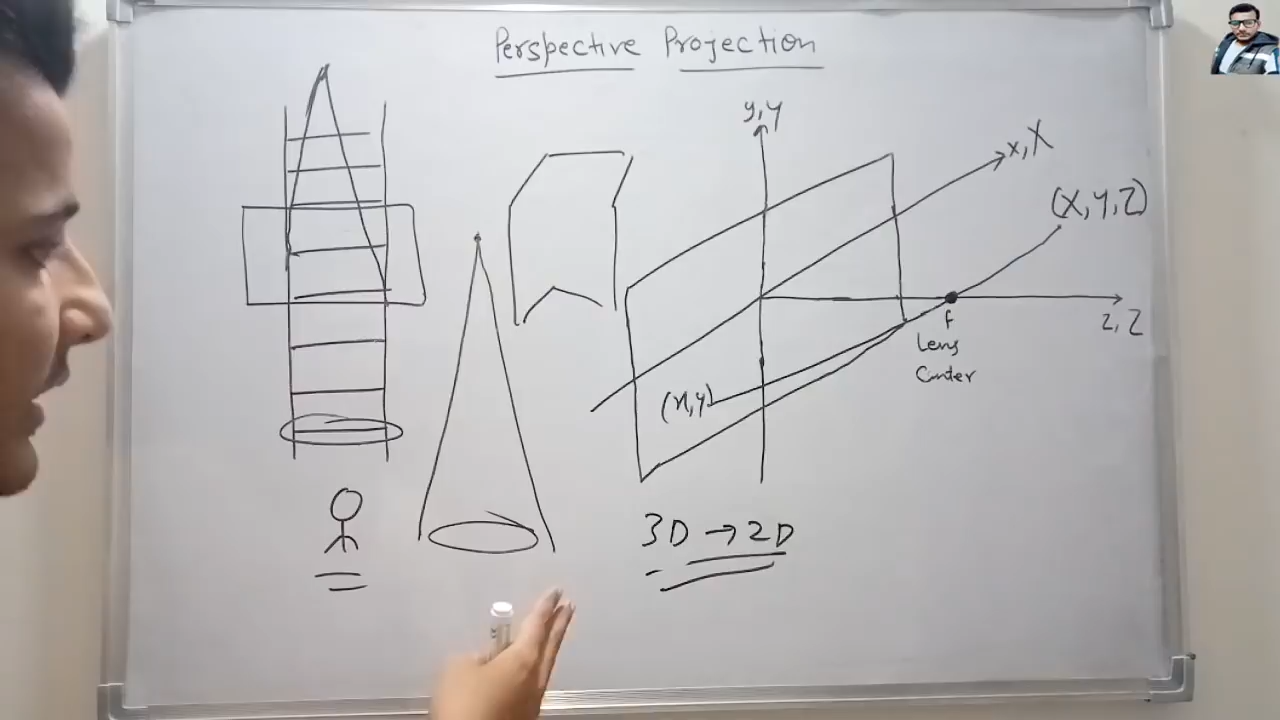 Perspective Projection
y, Y
x, X
(X, Y, Z)
f
z, Z
Lens
Center
(x, y)
3D → 2D